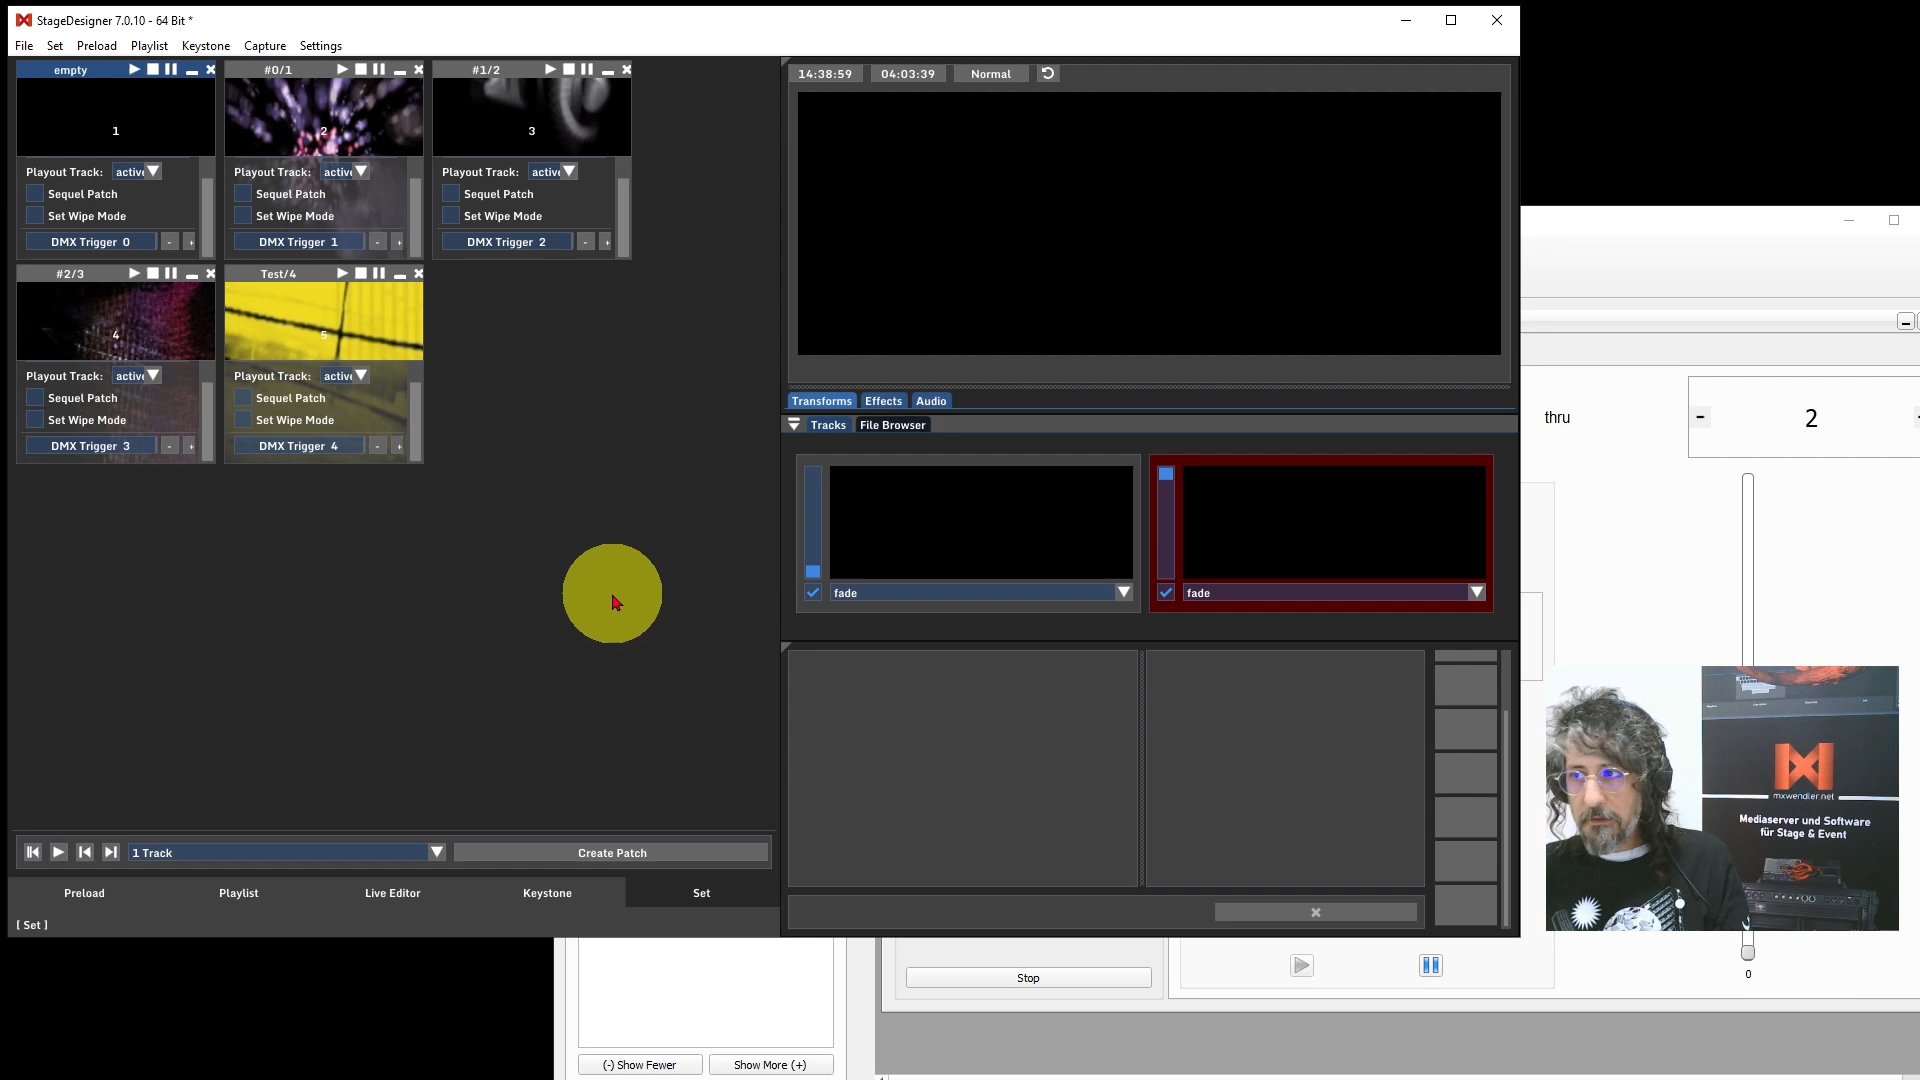 StageDesigner 7.0.10 - 64 Bit *
File Set Preload Playlist Keystone Capture Settings
empty
#0/1
#1/2
1
2
3
Playout Track: activ
Playout Track: activ
Playout Track: activ
Sequel Patch
Sequel Patch
Sequel Patch
Set Wipe Mode
Set Wipe Mode
Set Wipe Mode
DMX Trigger 0 - +
DMX Trigger 1 - +
DMX Trigger 2 - +
#2/3
Test/4
4
5
Playout Track: activ
Playout Track: activ
Sequel Patch
Sequel Patch
Set Wipe Mode
Set Wipe Mode
DMX Trigger 3 - +
DMX Trigger 4 - +
1 Track
Create Patch
Preload Playlist Live Editor Keystone Set
[ Set ]
14:38:59 04:03:39 Normal
Transforms Effects Audio
Tracks File Browser
fade
fade
thru
- 2
mxwendler.net
Mediaserver und Software
für Stage & Event
0
Stop
(-) Show Fewer
Show More (+)